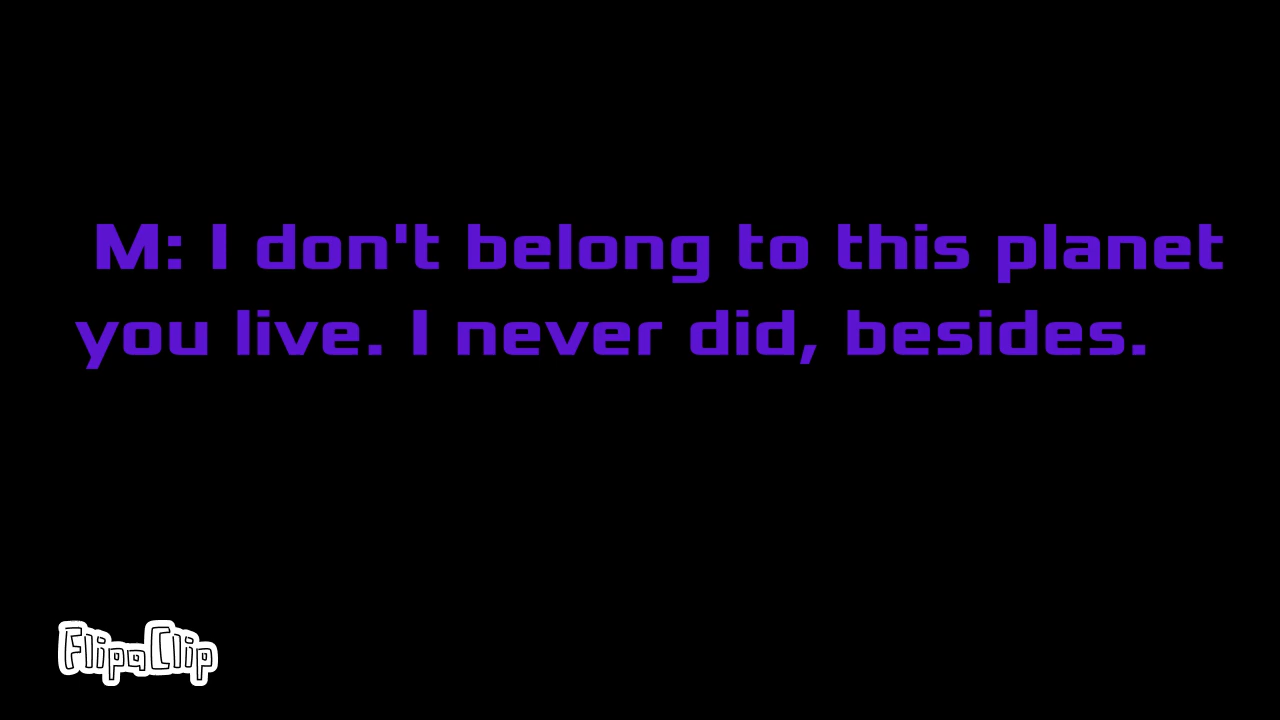 M: I don't belong to this planet
you live. I never did, besides.
FlipaClip